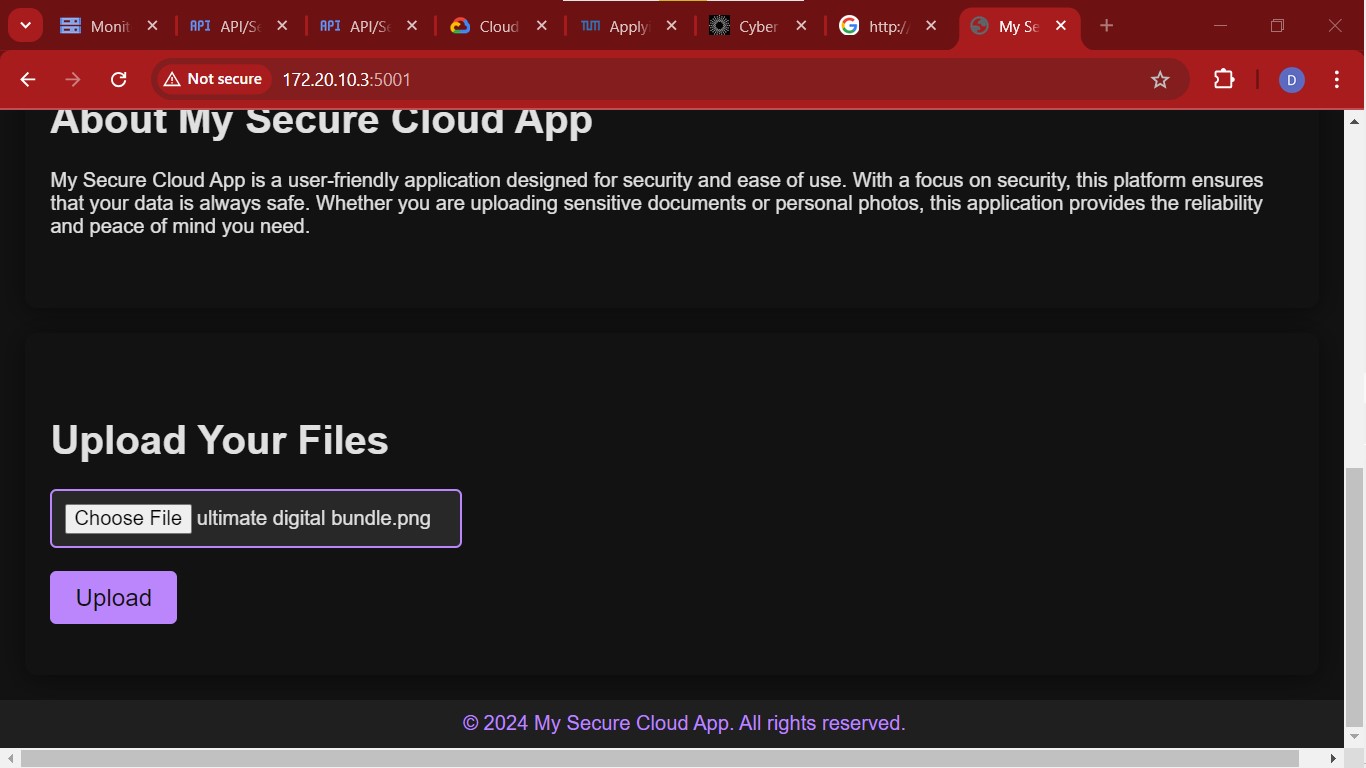 Monit
API API/Se
API API/Se
Cloud
TUM Applyi
Cyber
http:/
My Se
Not secure 172.20.10.3:5001
D
About My Secure Cloud App
My Secure Cloud App is a user-friendly application designed for security and ease of use. With a focus on security, this platform ensures
that your data is always safe. Whether you are uploading sensitive documents or personal photos, this application provides the reliability
and peace of mind you need.
Upload Your Files
Choose File ultimate digital bundle.png
Upload
© 2024 My Secure Cloud App. All rights reserved.